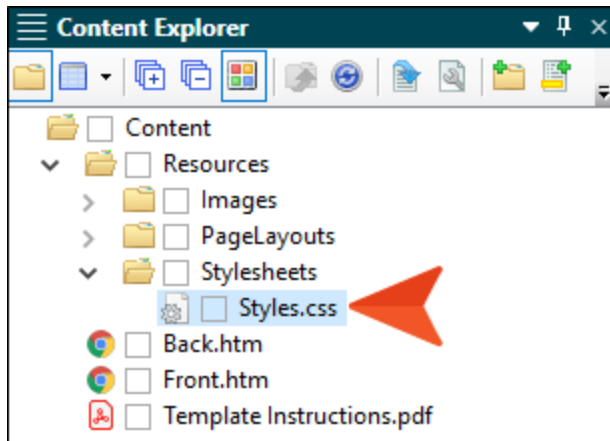 Content Explorer
Content
Resources
Images
PageLayouts
Stylesheets
Styles.css
Back.htm
Front.htm
Template Instructions.pdf